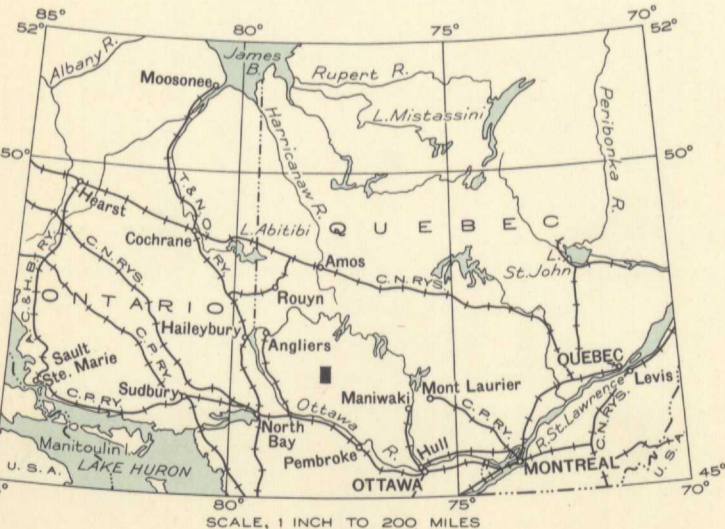 85° 80° 75° 70°
52° 52°
Albany R.
James B.
Moosonee
Rupert R.
L. Mistassini
Peribonka R.
Harricanaw R.
50° 50°
T. & N. O. RY.
Hearst
L. Abitibi
QUEBEC
Cochrane
C. N. RYS.
Amos
C. N. RYS.
L. St. John
A. C. & H. B. RY.
ONTARIO
Rouyn
C. P. RY.
Haileybury
Angliers
QUEBEC
Levis
Sault Ste. Marie
C. P. RY.
Sudbury
Maniwaki
Mont Laurier
C. P. RY.
R. St. Lawrence
C. N. RYS.
Ottawa R.
North Bay
Manitoulin I.
Pembroke
Hull
MONTREAL
U. S. A.
U. S. A.
LAKE HURON
OTTAWA
45°
80° 75° 70°
SCALE, 1 INCH TO 200 MILES